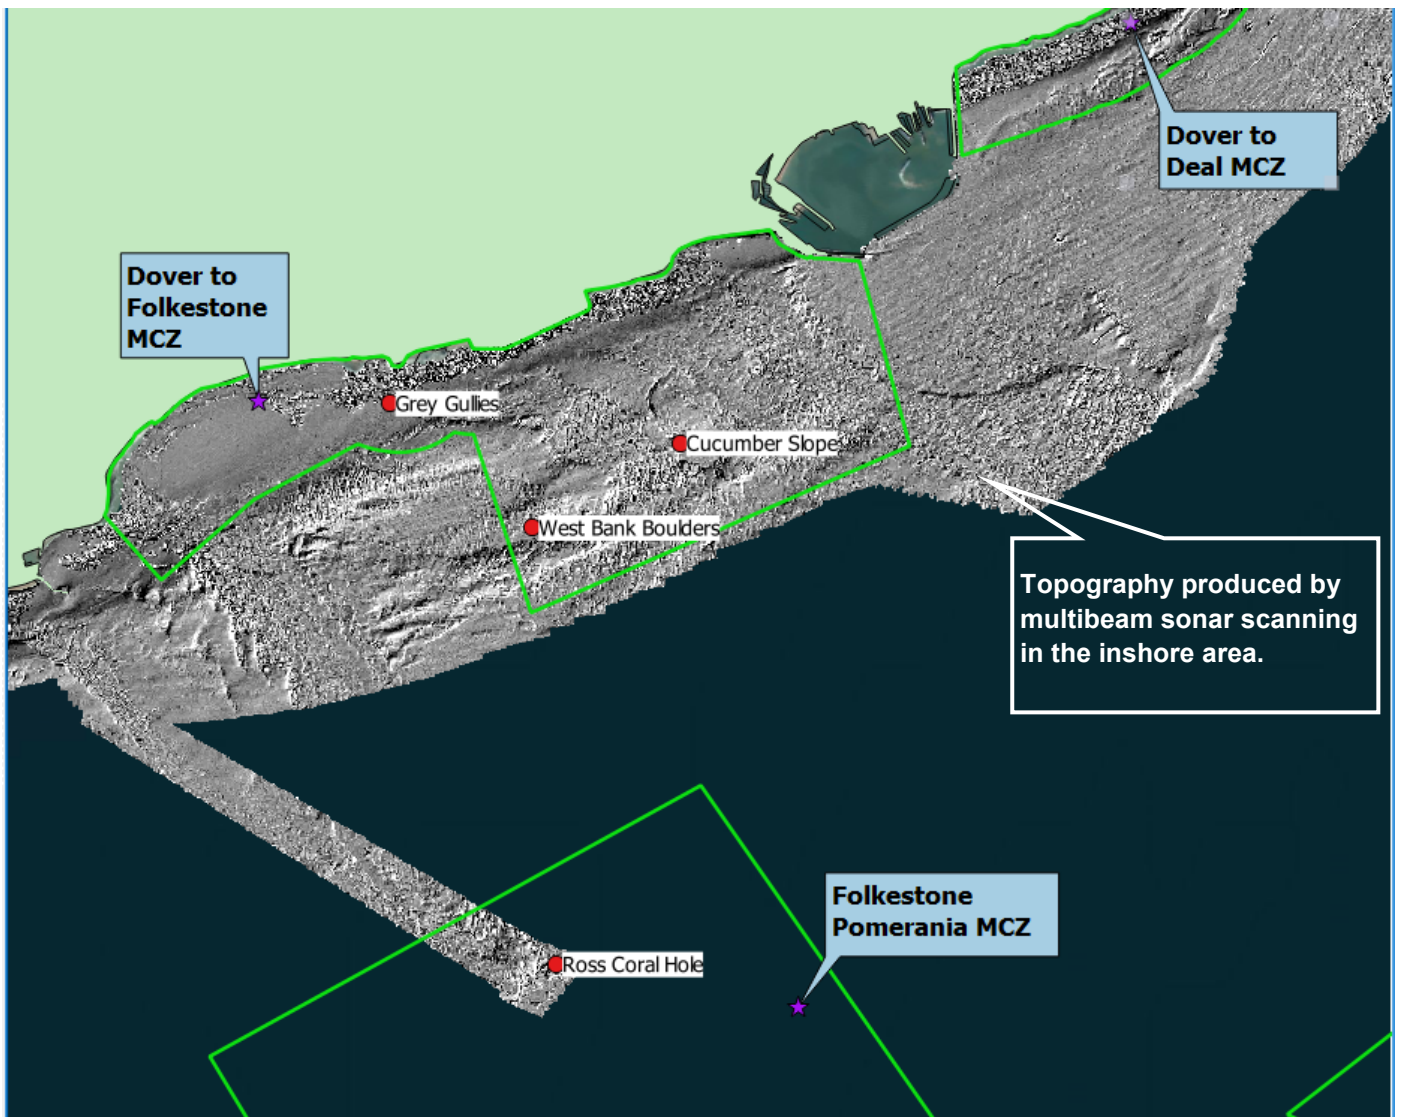 Dover to
Deal MCZ
Dover to
Folkestone
MCZ
Grey Gullies
Cucumber Slope
West Bank Boulders
Topography produced by
multibeam sonar scanning
in the inshore area.
Folkestone
Pomerania MCZ
Ross Coral Hole